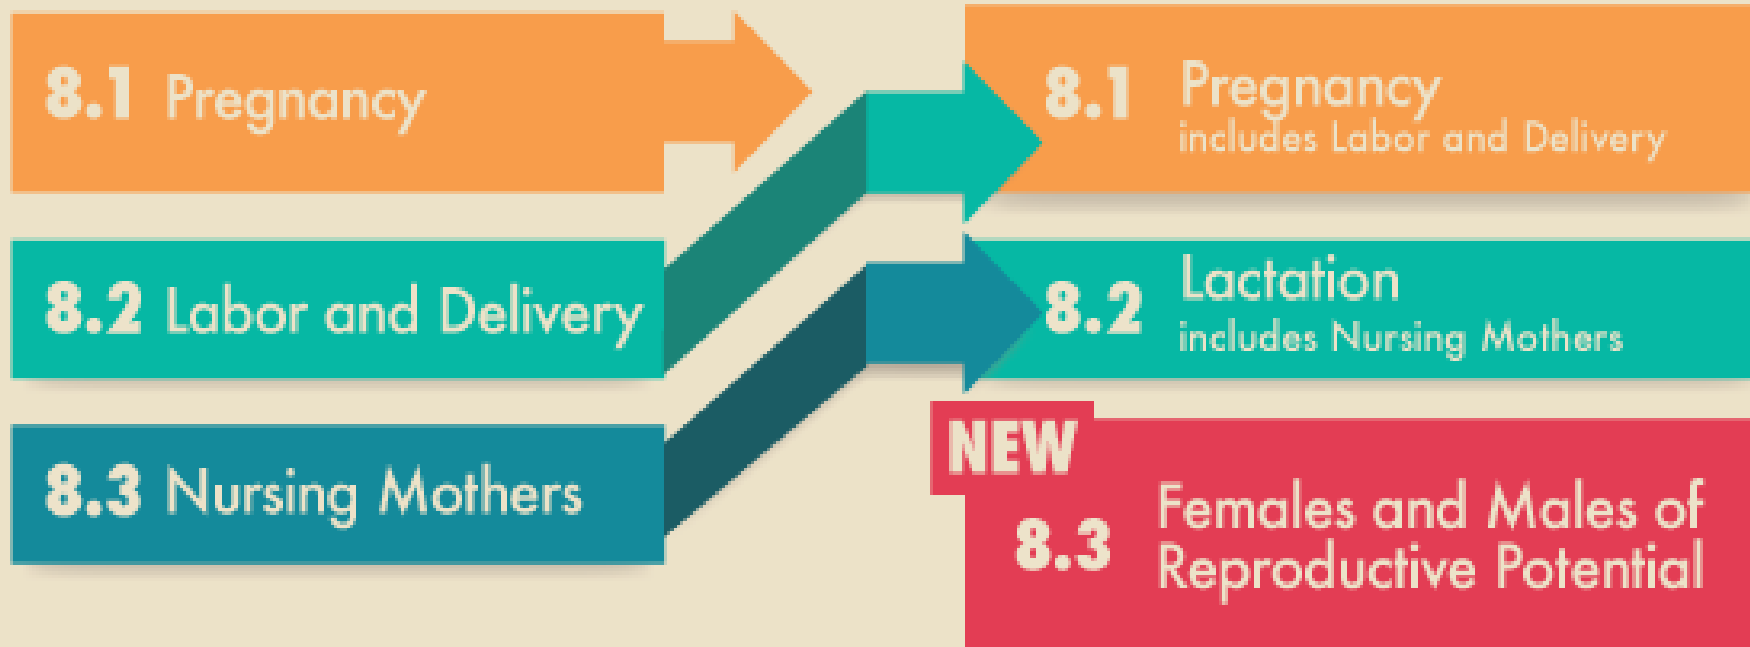 8.1 Pregnancy
8.2 Labor and Delivery
8.3 Nursing Mothers
8.1 Pregnancy
includes Labor and Delivery
8.2 Lactation
includes Nursing Mothers
NEW
8.3 Females and Males of
Reproductive Potential